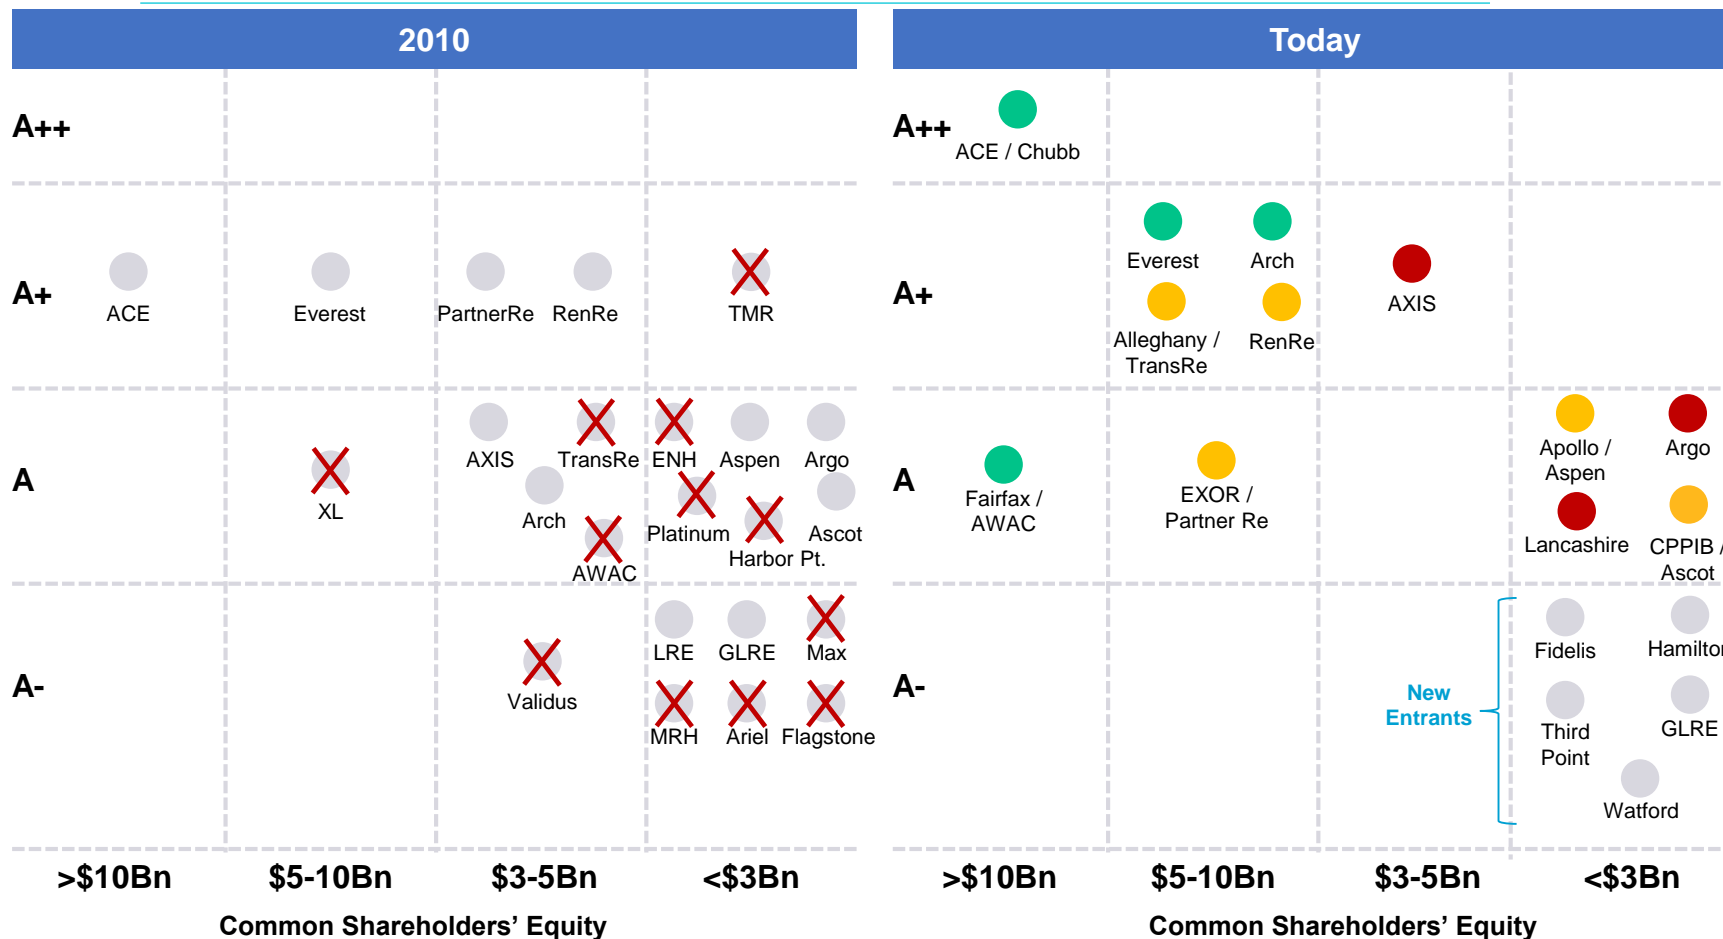 2010
A++
A+
ACE
Everest
PartnerRe
RenRe
TMR
A
XL
AXIS
TransRe
ENH
Aspen
Argo
Arch
Platinum
Ascot
Harbor Pt.
AWAC
A-
Validus
LRE
GLRE
Max
MRH
Ariel
Flagstone
>$10Bn
$5-10Bn
$3-5Bn
<$3Bn
Common Shareholders' Equity
Today
A++
ACE / Chubb
A+
Everest
Arch
AXIS
Alleghany /
TransRe
RenRe
A
Fairfax /
AWAC
EXOR /
Partner Re
Apollo /
Aspen
Argo
Lancashire
CPPIB /
Ascot
A-
New
Entrants
Fidelis
Hamilton
Third
Point
GLRE
Watford
>$10Bn
$5-10Bn
$3-5Bn
<$3Bn
Common Shareholders' Equity